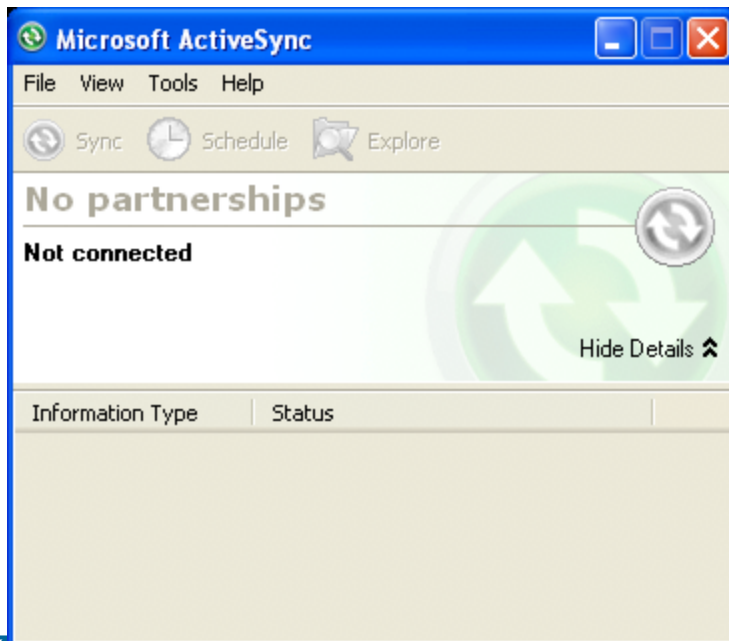 Microsoft ActiveSync
File View Tools Help
Sync Schedule Explore
No partnerships
Not connected
Hide Details
Information Type Status